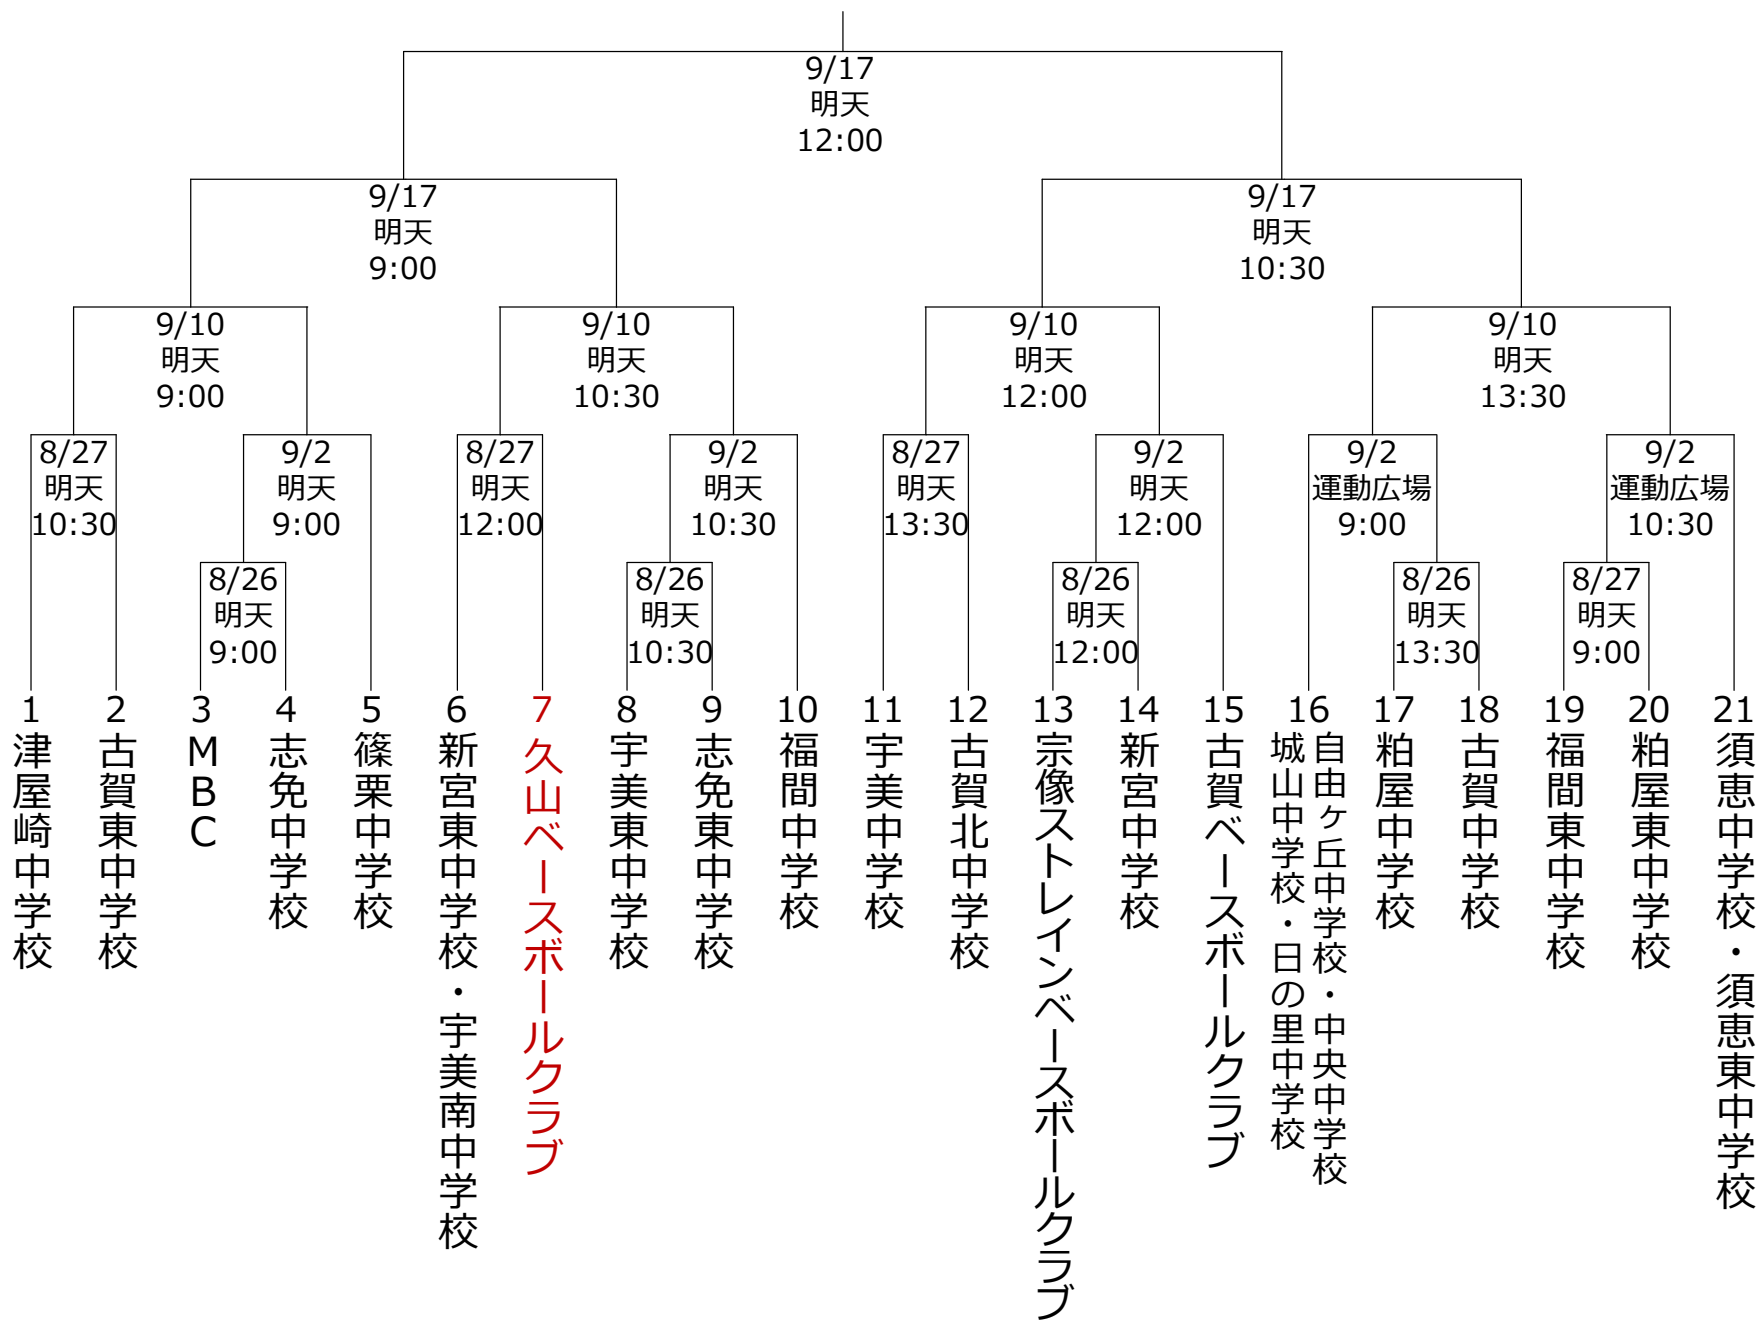 9/17
明天
12:00
9/17
明天
9:00
9/17
明天
10:30
9/10
明天
9:00
9/10
明天
10:30
9/10
明天
12:00
9/10
明天
13:30
8/27
明天
10:30
9/2
明天
9:00
8/27
明天
12:00
9/2
明天
10:30
8/27
明天
13:30
9/2
明天
12:00
9/2
運動広場
9:00
9/2
運動広場
10:30
8/26
明天
9:00
8/26
明天
10:30
8/26
明天
12:00
8/26
明天
13:30
8/27
明天
9:00
1
津屋崎中学校
2
古賀東中学校
3
ＭＢＣ
4
志免中学校
5
篠栗中学校
6
新宮東中学校・宇美南中学校
7
久山ベースボールクラブ
8
宇美東中学校
9
志免東中学校
10
福間中学校
11
宇美中学校
12
古賀北中学校
13
宗像ストレインベースボールクラブ
14
新宮中学校
15
古賀ベースボールクラブ
16
自由ヶ丘中学校・中央中学校
城山中学校・日の里中学校
17
粕屋中学校
18
古賀中学校
19
福間東中学校
20
粕屋東中学校
21
須恵中学校・須恵東中学校